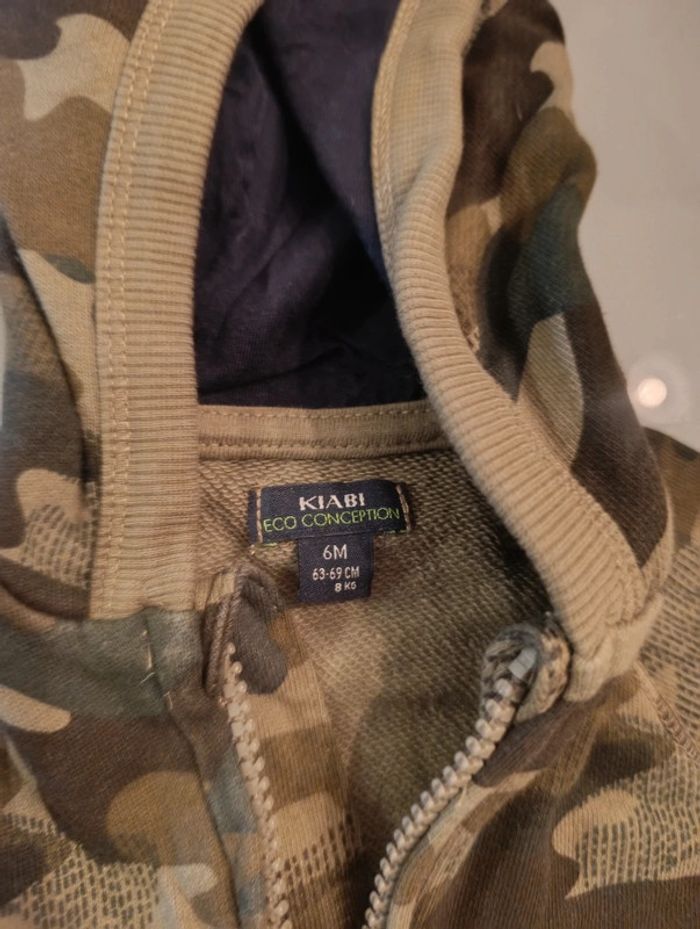 KIABI
ECO CONCEPTION
6M
63-69 CM
8 KG